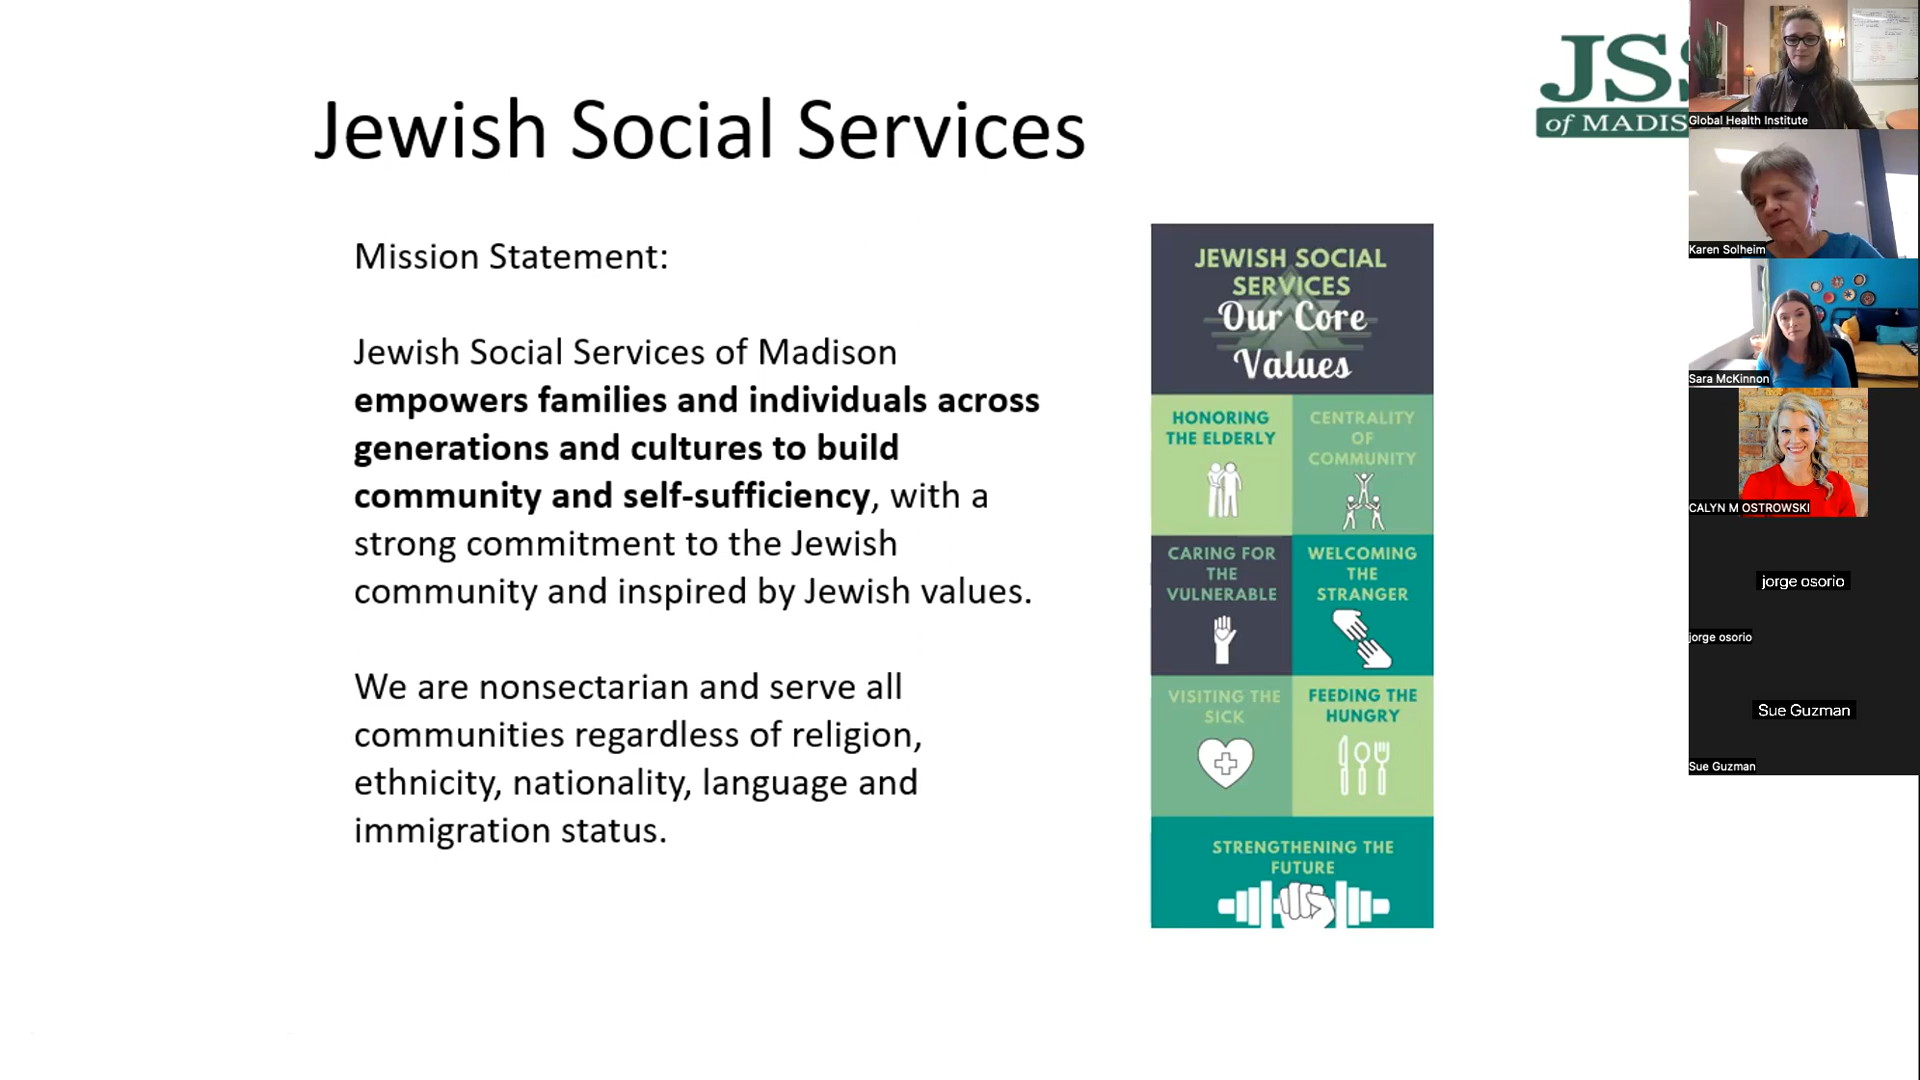 Jewish Social Services
Mission Statement:
Jewish Social Services of Madison
empowers families and individuals across
generations and cultures to build
community and self-sufficiency, with a
strong commitment to the Jewish
community and inspired by Jewish values.
We are nonsectarian and serve all
communities regardless of religion,
ethnicity, nationality, language and
immigration status.
JEWISH SOCIAL
SERVICES
Our Core
Values
HONORING
THE ELDERLY
CENTRALITY
OF
COMMUNITY
CARING FOR
THE
VULNERABLE
WELCOMING
THE
STRANGER
VISITING THE
SICK
FEEDING THE
HUNGRY
STRENGTHENING THE
FUTURE
JSS
of MADIS
Global Health Institute
Karen Solheim
Sara McKinnon
CALYN M OSTROWSKI
jorge osorio
jorge osorio
Sue Guzman
Sue Guzman